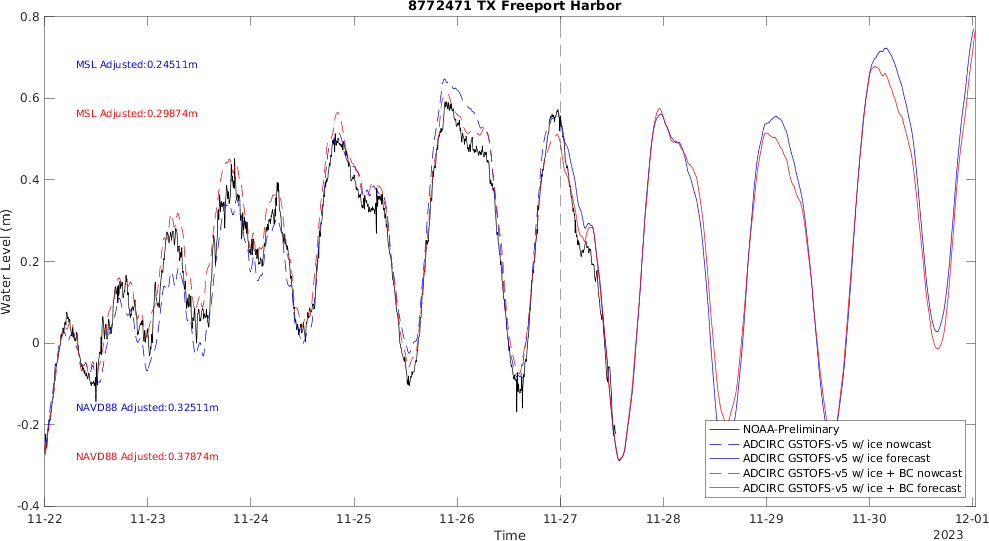 8772471 TX Freeport Harbor
0.8
0.6
0.4
0.2
0
-0.2
-0.4
Water Level (m)
MSL Adjusted:0.24511m
MSL Adjusted:0.29874m
NAVD88 Adjusted:0.32511m
NAVD88 Adjusted:0.37874m
NOAA-Preliminary
ADCIRC GSTOFS-v5 w/ ice nowcast
ADCIRC GSTOFS-v5 w/ ice forecast
ADCIRC GSTOFS-v5 w/ ice + BC nowcast
ADCIRC GSTOFS-v5 w/ ice + BC forecast
11-22 11-23 11-24 11-25 11-26 11-27 11-28 11-29 11-30 12-01
Time
2023